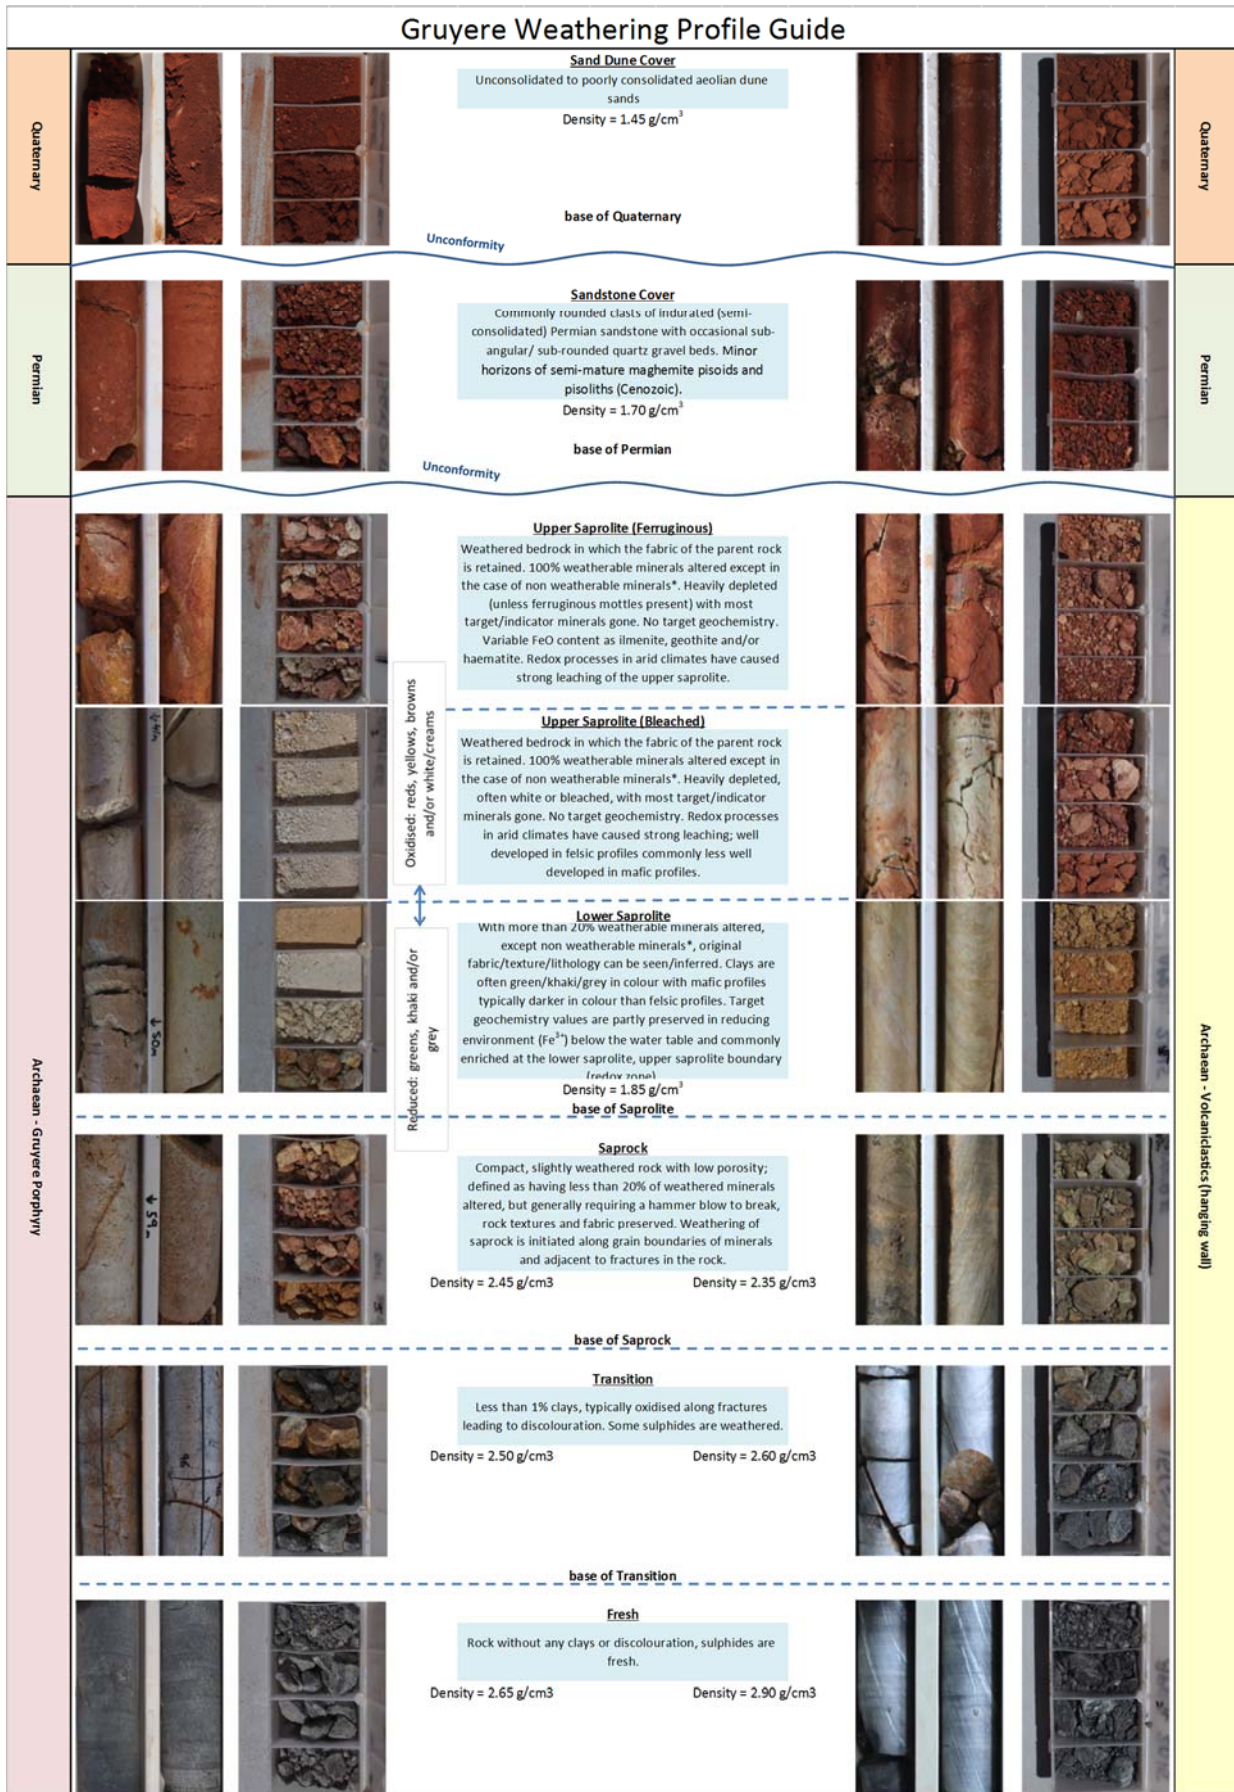 Gruyere Weathering Profile Guide
Quaternary
Sand Dune Cover
Unconsolidated to poorly consolidated aeolian dune
sands
Density = 1.45 g/cm³
base of Quaternary
Quaternary
Unconformity
Permian
Sandstone Cover
Commonly rounded clasts of indurated (semi-
consolidated) Permian sandstone with occasional sub-
angular/ sub-rounded quartz gravel beds. Minor
horizons of semi-mature maghemite pisoids and
pisoliths (Cenozoic).
Density = 1.70 g/cm³
base of Permian
Permian
Unconformity
Archaean - Gruyere Porphyry
Upper Saprolite (Ferruginous)
Weathered bedrock in which the fabric of the parent rock
is retained. 100% weatherable minerals altered except in
the case of non weatherable minerals*. Heavily depleted
(unless ferruginous mottles present) with most
target/indicator minerals gone. No target geochemistry.
Variable FeO content as ilmenite, geothite and/or
haematite. Redox processes in arid climates have caused
strong leaching of the upper saprolite.
Oxidised: reds, yellows, browns
and/or white/creams
Upper Saprolite (Bleached)
Weathered bedrock in which the fabric of the parent rock
is retained. 100% weatherable minerals altered except in
the case of non weatherable minerals*. Heavily depleted,
often white or bleached, with most target/indicator
minerals gone. No target geochemistry. Redox processes
in arid climates have caused strong leaching; well
developed in felsic profiles commonly less well
developed in mafic profiles.
Reduced: greens, khaki and/or
grey
Lower Saprolite
With more than 20% weatherable minerals altered,
except non weatherable minerals*, original
fabric/texture/lithology can be seen/inferred. Clays are
often green/khaki/grey in colour with mafic profiles
typically darker in colour than felsic profiles. Target
geochemistry values are partly preserved in reducing
environment (Fe³⁺) below the water table and commonly
enriched at the lower saprolite, upper saprolite boundary
(redox zone)
Density = 1.85 g/cm³
base of Saprolite
↓ 50m
Saprock
Compact, slightly weathered rock with low porosity;
defined as having less than 20% of weathered minerals
altered, but generally requiring a hammer blow to break,
rock textures and fabric preserved. Weathering of
saprock is initiated along grain boundaries of minerals
and adjacent to fractures in the rock.
Density = 2.45 g/cm3
Density = 2.35 g/cm3
↓ 59m
base of Saprock
Transition
Less than 1% clays, typically oxidised along fractures
leading to discolouration. Some sulphides are weathered.
Density = 2.50 g/cm3
Density = 2.60 g/cm3
base of Transition
Fresh
Rock without any clays or discolouration, sulphides are
fresh.
Density = 2.65 g/cm3
Density = 2.90 g/cm3
Archaean - Volcaniclastics (hanging wall)